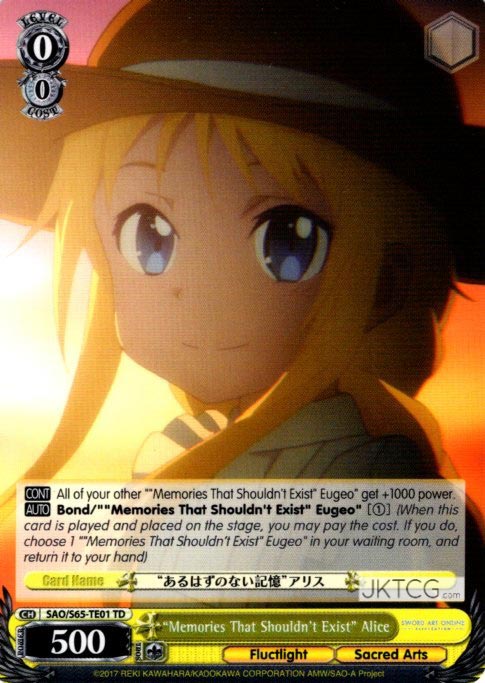 LEVEL
0
0
COST
CONT All of your other ""Memories That Shouldn't Exist" Eugeo" get +1000 power.
AUTO Bond/""Memories That Shouldn't Exist" Eugeo" [①] (When this
card is played and placed on the stage, you may pay the cost. If you do,
choose 1 ""Memories That Shouldn't Exist" Eugeo" in your waiting room, and
return it to your hand)
Card Name
“あるはずのない記憶”アリス
JKTCG.com
CH SAO/S65-TE01 TD
POWER
500
SOUL
"Memories That Shouldn't Exist" Alice
SWORD ART ONLINE
Fluctlight
Sacred Arts
©2017 REKI KAWAHARA/KADOKAWA CORPORATION AMW/SAO-A Project